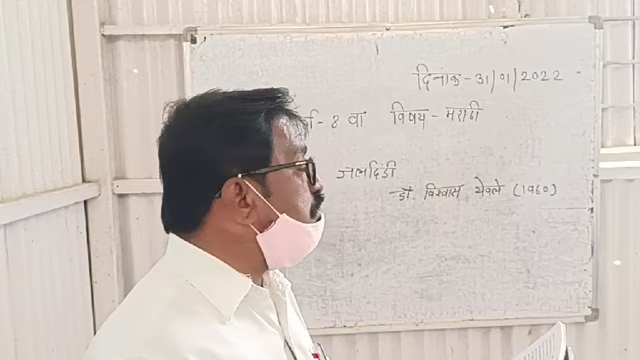 दिनांक - 31/01/2022
- 8 वा विषय - मराठी
जलदिंडी
- डॉ. विश्वास येवले (1960)